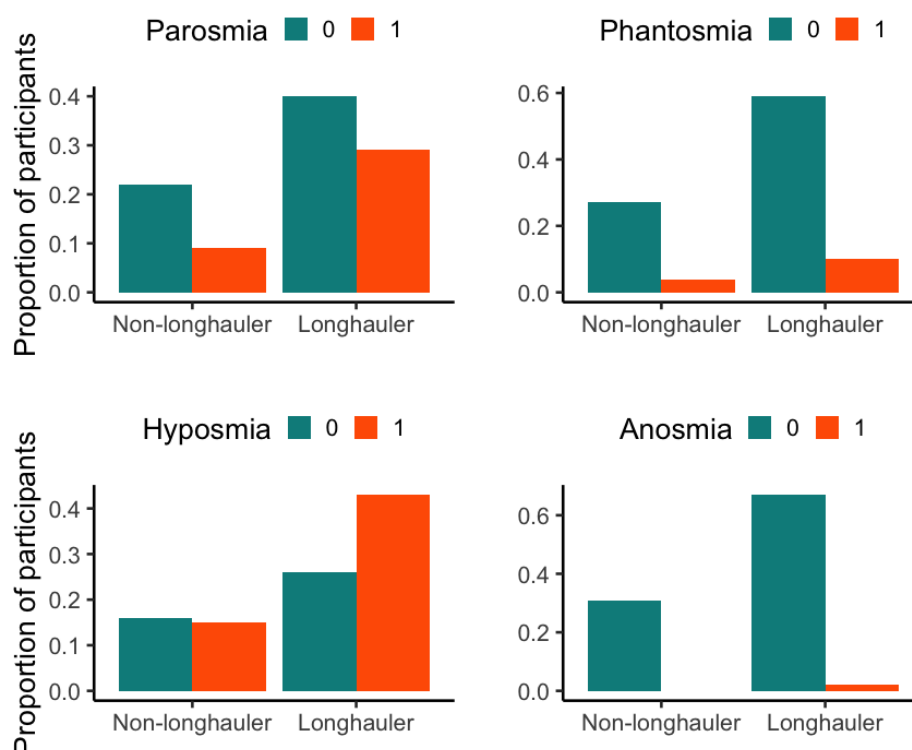 Parosmia 0 1
Proportion of participants
0.4
0.3
0.2
0.1
0.0
Non-longhauler Longhauler
Phantosmia 0 1
0.6
0.4
0.2
0.0
Non-longhauler Longhauler
Hyposmia 0 1
Proportion of participants
0.4
0.3
0.2
0.1
0.0
Non-longhauler Longhauler
Anosmia 0 1
0.6
0.4
0.2
0.0
Non-longhauler Longhauler